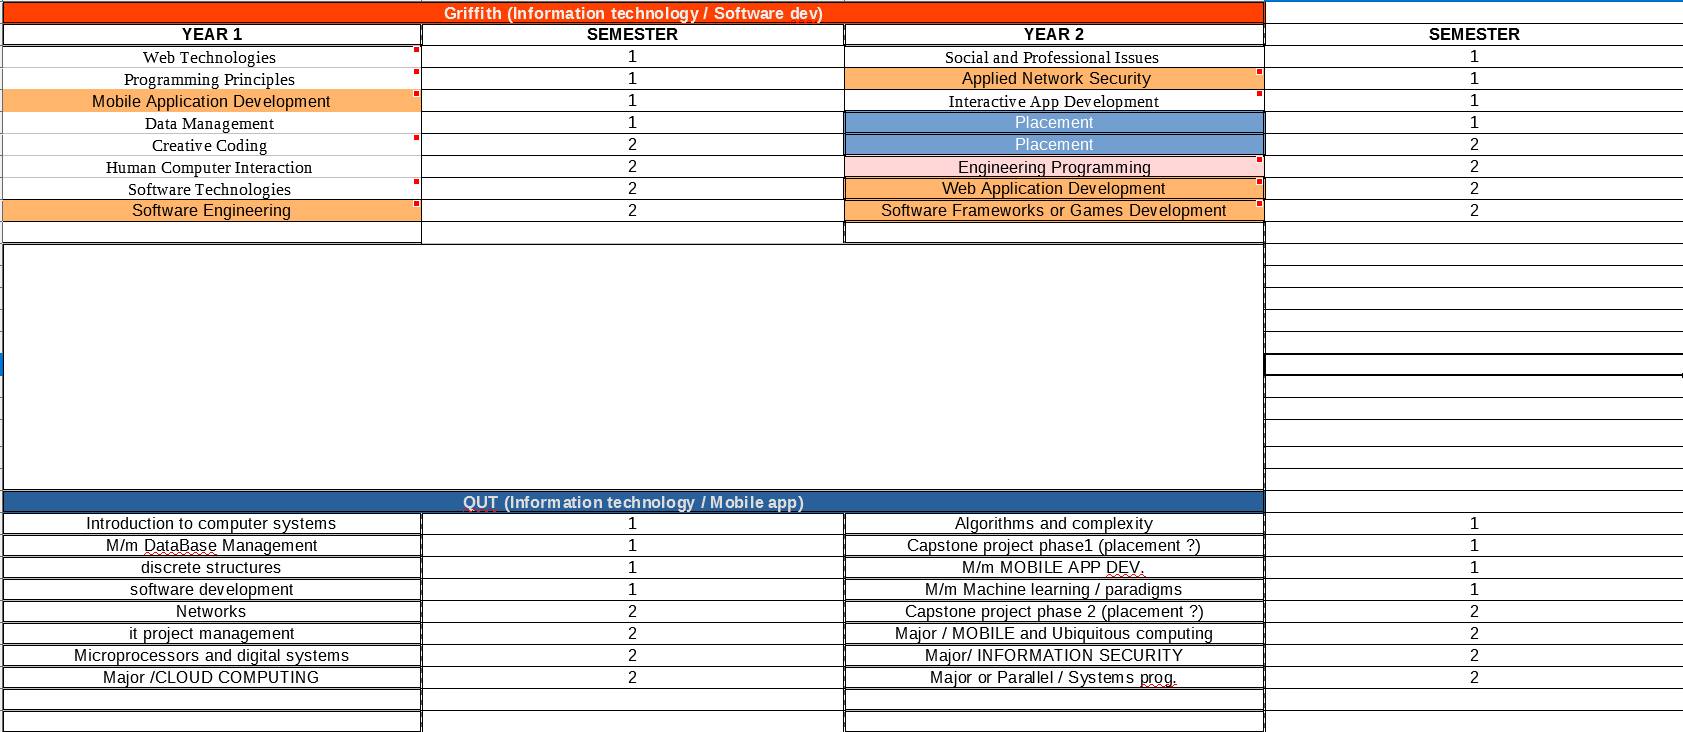 Griffith (Information technology / Software dev)
YEAR 1 SEMESTER YEAR 2 SEMESTER
Web Technologies 1 Social and Professional Issues 1
Programming Principles 1 Applied Network Security 1
Mobile Application Development 1 Interactive App Development 1
Data Management 1 Placement 1
Creative Coding 2 Placement 2
Human Computer Interaction 2 Engineering Programming 2
Software Technologies 2 Web Application Development 2
Software Engineering 2 Software Frameworks or Games Development 2
QUT (Information technology / Mobile app)
Introduction to computer systems 1 Algorithms and complexity 1
M/m DataBase Management 1 Capstone project phase1 (placement ?) 1
discrete structures 1 M/m MOBILE APP DEV. 1
software development 1 M/m Machine learning / paradigms 1
Networks 2 Capstone project phase 2 (placement ?) 2
it project management 2 Major / MOBILE and Ubiquitous computing 2
Microprocessors and digital systems 2 Major/ INFORMATION SECURITY 2
Major /CLOUD COMPUTING 2 Major or Parallel / Systems prog. 2